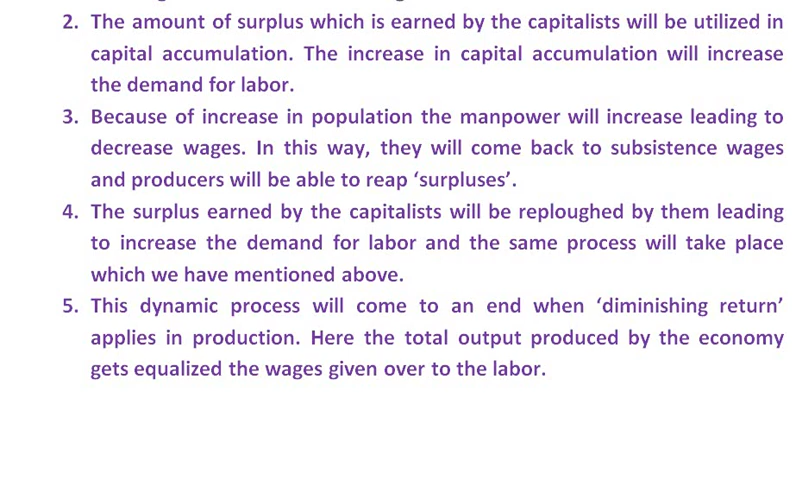 2. The amount of surplus which is earned by the capitalists will be utilized in
capital accumulation. The increase in capital accumulation will increase
the demand for labor.
3. Because of increase in population the manpower will increase leading to
decrease wages. In this way, they will come back to subsistence wages
and producers will be able to reap ‘surpluses’.
4. The surplus earned by the capitalists will be reploughed by them leading
to increase the demand for labor and the same process will take place
which we have mentioned above.
5. This dynamic process will come to an end when ‘diminishing return’
applies in production. Here the total output produced by the economy
gets equalized the wages given over to the labor.